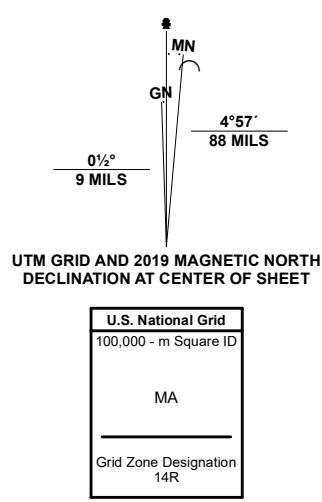 MN
GN
4°57´
88 MILS
0½°
9 MILS
UTM GRID AND 2019 MAGNETIC NORTH
DECLINATION AT CENTER OF SHEET
U.S. National Grid
100,000 - m Square ID
MA
Grid Zone Designation
14R